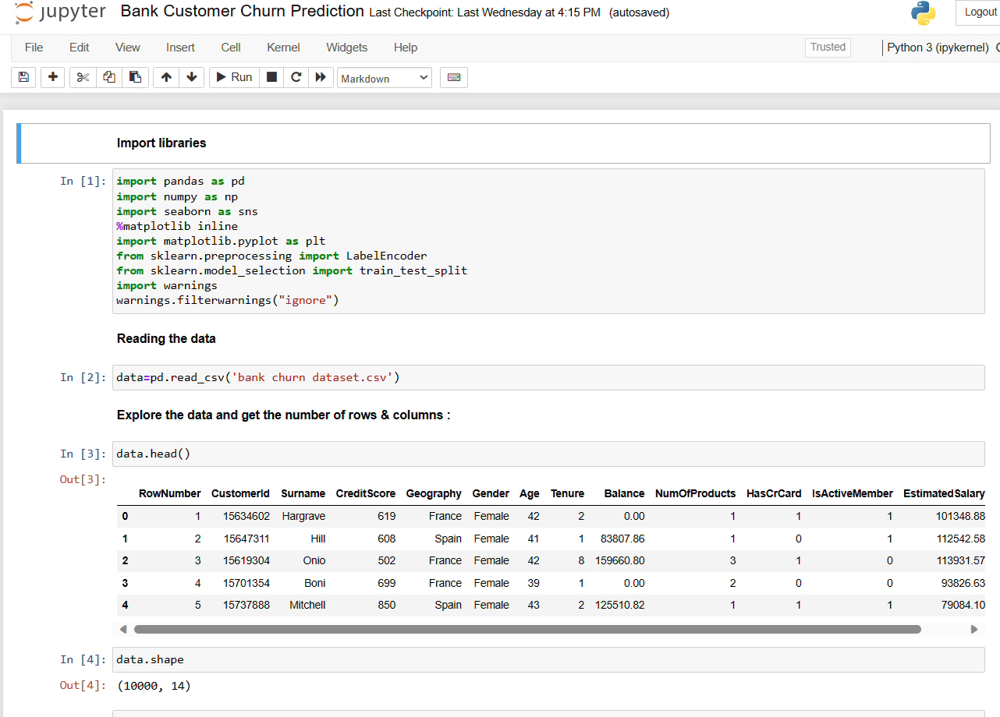 jupyter Bank Customer Churn Prediction Last Checkpoint: Last Wednesday at 4:15 PM (autosaved)
Logout
File Edit View Insert Cell Kernel Widgets Help
Trusted
Python 3 (ipykernel)
Run
Markdown
Import libraries
In [1]:
import pandas as pd
import numpy as np
import seaborn as sns
%matplotlib inline
import matplotlib.pyplot as plt
from sklearn.preprocessing import LabelEncoder
from sklearn.model_selection import train_test_split
import warnings
warnings.filterwarnings("ignore")
Reading the data
In [2]: data=pd.read_csv('bank churn dataset.csv')
Explore the data and get the number of rows & columns :
In [3]: data.head()
Out[3]:
RowNumber CustomerId Surname CreditScore Geography Gender Age Tenure Balance NumOfProducts HasCrCard IsActiveMember EstimatedSalary
0 1 15634602 Hargrave 619 France Female 42 2 0.00 1 1 1 101348.88
1 2 15647311 Hill 608 Spain Female 41 1 83807.86 1 0 1 112542.58
2 3 15619304 Onio 502 France Female 42 8 159660.80 3 1 0 113931.57
3 4 15701354 Boni 699 France Female 39 1 0.00 2 0 0 93826.63
4 5 15737888 Mitchell 850 Spain Female 43 2 125510.82 1 1 1 79084.10
In [4]: data.shape
Out[4]: (10000, 14)